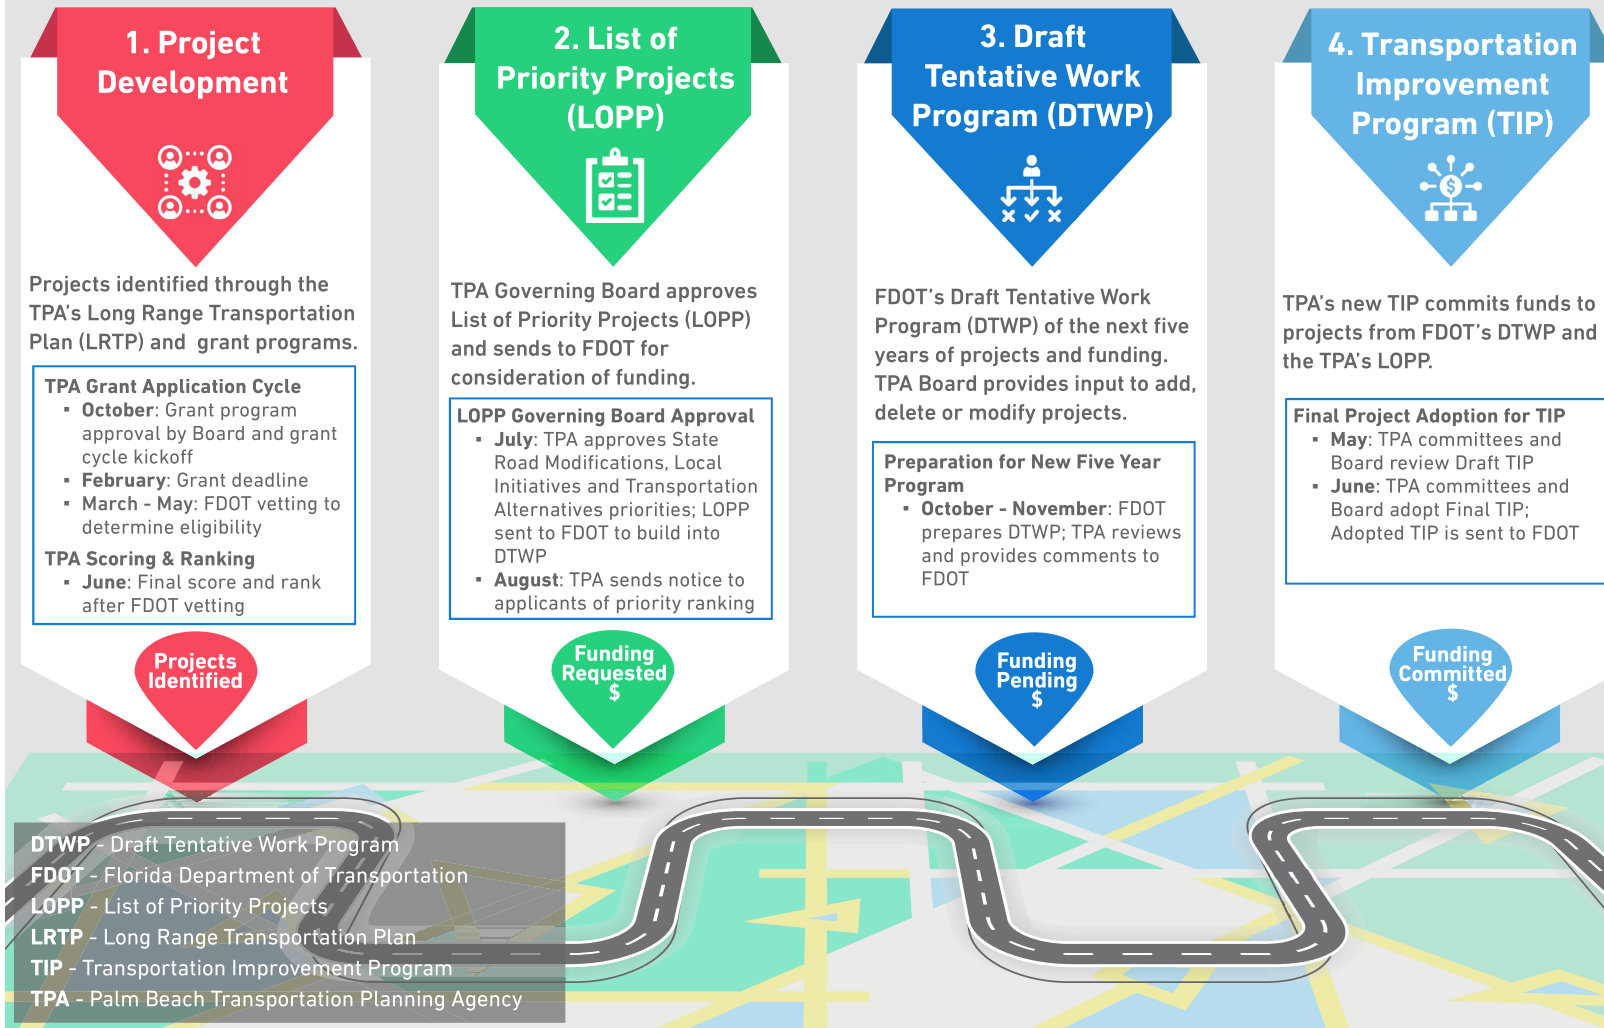 1. Project
Development
Projects identified through the
TPA's Long Range Transportation
Plan (LRTP) and grant programs.
TPA Grant Application Cycle
▪ October: Grant program
approval by Board and grant
cycle kickoff
▪ February: Grant deadline
▪ March - May: FDOT vetting to
determine eligibility
TPA Scoring & Ranking
▪ June: Final score and rank
after FDOT vetting
Projects
Identified
2. List of
Priority Projects
(LOPP)
TPA Governing Board approves
List of Priority Projects (LOPP)
and sends to FDOT for
consideration of funding.
LOPP Governing Board Approval
▪ July: TPA approves State
Road Modifications, Local
Initiatives and Transportation
Alternatives priorities; LOPP
sent to FDOT to build into
DTWP
▪ August: TPA sends notice to
applicants of priority ranking
Funding
Requested
$
3. Draft
Tentative Work
Program (DTWP)
FDOT's Draft Tentative Work
Program (DTWP) of the next five
years of projects and funding.
TPA Board provides input to add,
delete or modify projects.
Preparation for New Five Year
Program
▪ October - November: FDOT
prepares DTWP; TPA reviews
and provides comments to
FDOT
Funding
Pending
$
4. Transportation
Improvement
Program (TIP)
$
TPA's new TIP commits funds to
projects from FDOT's DTWP and
the TPA's LOPP.
Final Project Adoption for TIP
▪ May: TPA committees and
Board review Draft TIP
▪ June: TPA committees and
Board adopt Final TIP;
Adopted TIP is sent to FDOT
Funding
Committed
$
DTWP - Draft Tentative Work Program
FDOT - Florida Department of Transportation
LOPP - List of Priority Projects
LRTP - Long Range Transportation Plan
TIP - Transportation Improvement Program
TPA - Palm Beach Transportation Planning Agency